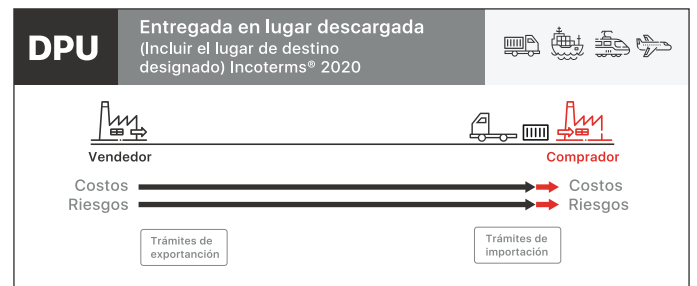 DPU
Entregada en lugar descargada
(Incluir el lugar de destino
designado) Incoterms® 2020
Vendedor
Comprador
Costos
Costos
Riesgos
Riesgos
Trámites de
exportanción
Trámites de
importación